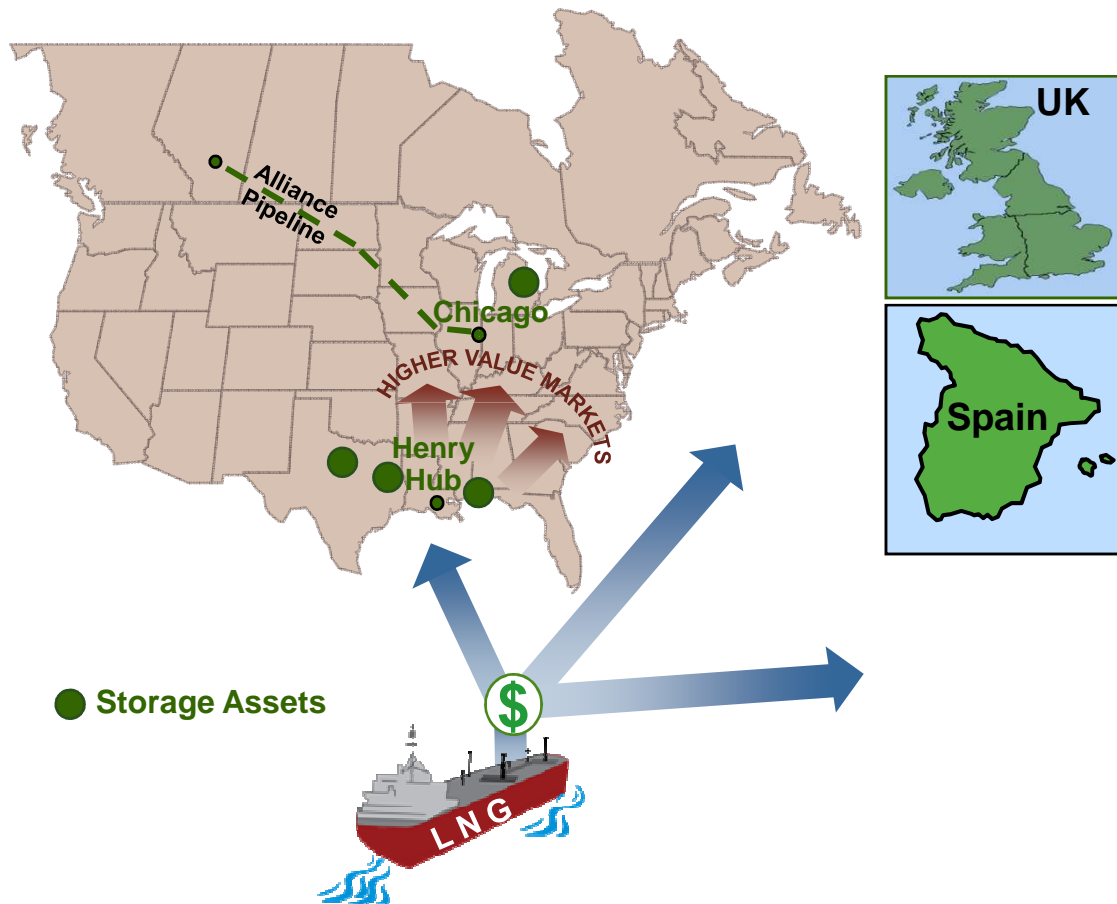 UK
Alliance
Pipeline
Chicago
HIGHER VALUE MARKETS
Spain
Henry
Hub
Storage Assets
$
LNG